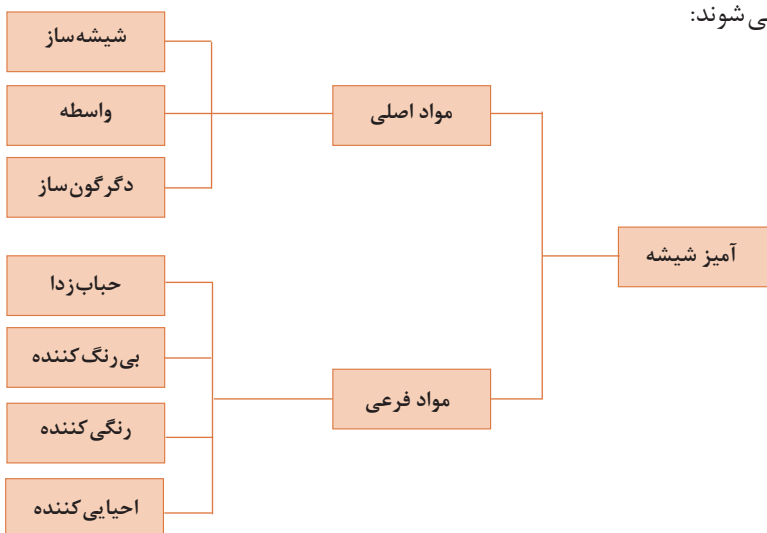 ی شوند:
آمیز شیشه
مواد اصلی
شیشه‌ساز
واسطه
دگرگون‌ساز
مواد فرعی
حباب‌زدا
بی‌رنگ‌کننده
رنگی‌کننده
احیایی‌کننده